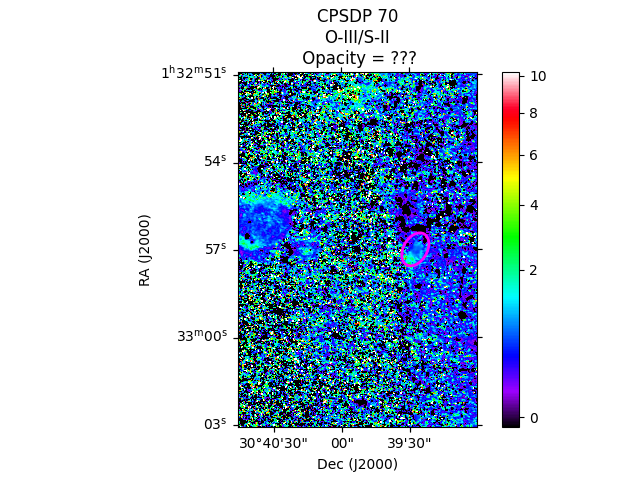 CPSDP 70
O-III/S-II
Opacity = ???
1ʰ32ᵐ51ˢ
54ˢ
57ˢ
33ᵐ00ˢ
03ˢ
RA (J2000)
30°40'30" 00" 39'30"
Dec (J2000)
10
8
6
4
2
0